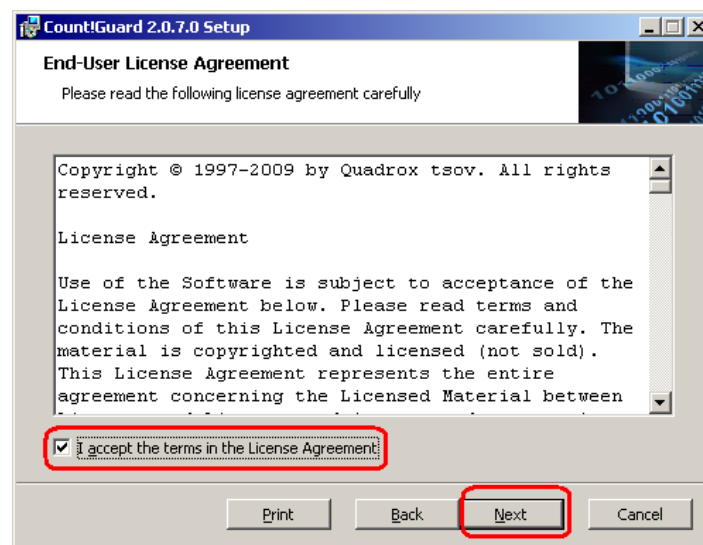 Count!Guard 2.0.7.0 Setup
End-User License Agreement
Please read the following license agreement carefully
Copyright © 1997-2009 by Quadrox tsov. All rights
reserved.
License Agreement
Use of the Software is subject to acceptance of the
License Agreement below. Please read terms and
conditions of this License Agreement carefully. The
material is copyrighted and licensed (not sold).
This License Agreement represents the entire
agreement concerning the Licensed Material between
I accept the terms in the License Agreement
Print Back Next Cancel